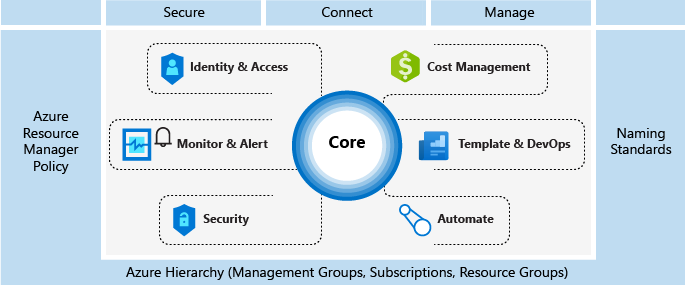 Secure
Connect
Manage
Azure
Resource
Manager
Policy
Identity & Access
Cost Management
Monitor & Alert
Core
Template & DevOps
Security
Automate
Naming
Standards
Azure Hierarchy (Management Groups, Subscriptions, Resource Groups)